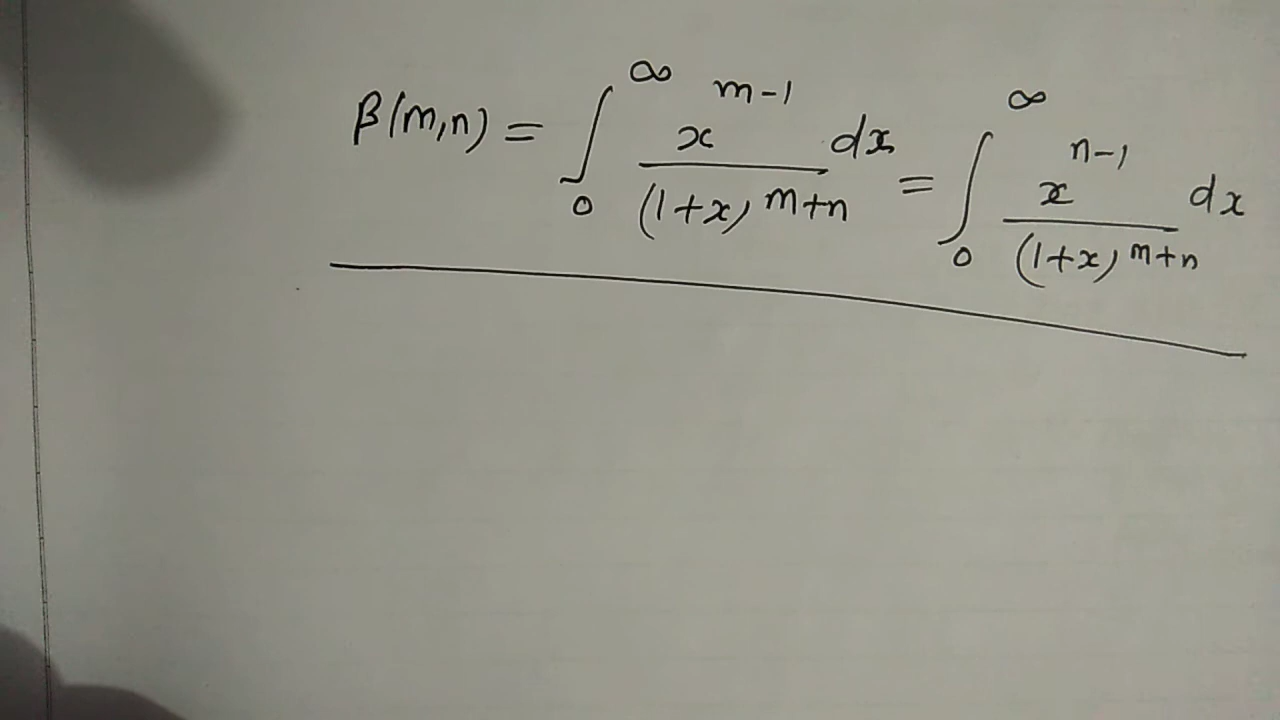 β(m,n) = ∫₀^∞ x^(m-1) / (1+x)^(m+n) dx = ∫₀^∞ x^(n-1) / (1+x)^(m+n) dx